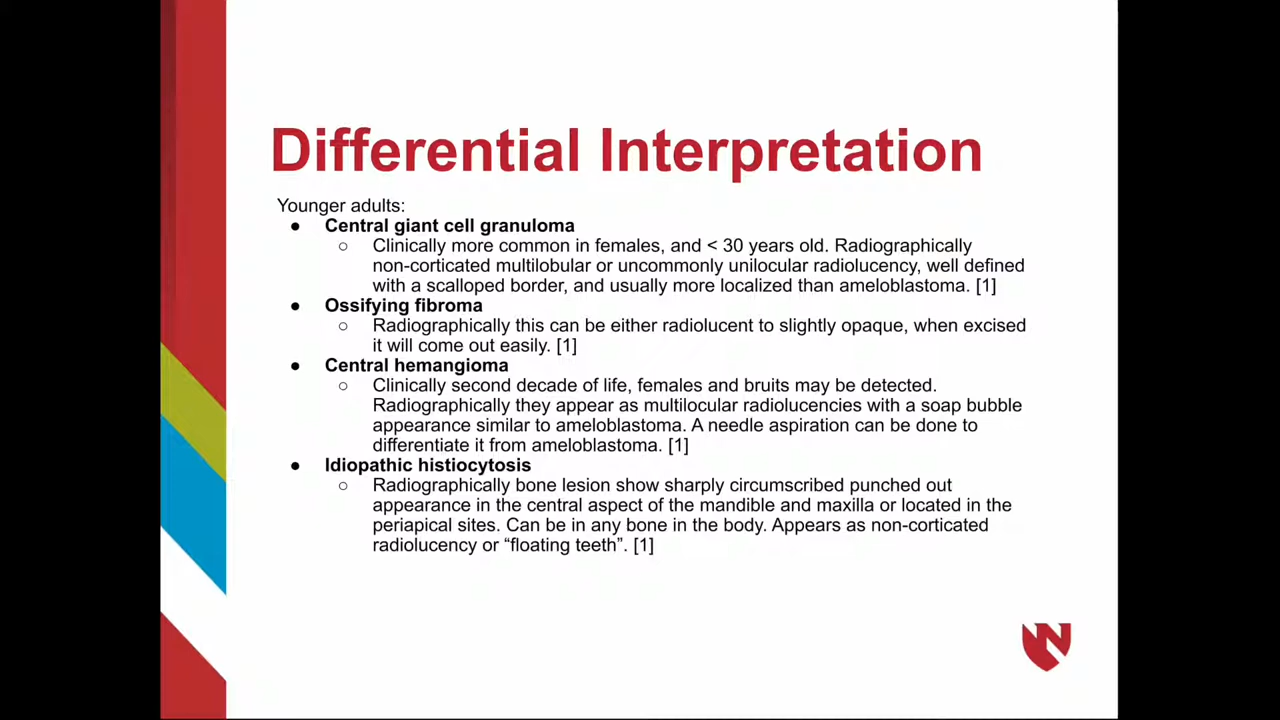 Differential Interpretation
Younger adults:
● Central giant cell granuloma
○ Clinically more common in females, and < 30 years old. Radiographically
non-corticated multilobular or uncommonly unilocular radiolucency, well defined
with a scalloped border, and usually more localized than ameloblastoma. [1]
● Ossifying fibroma
○ Radiographically this can be either radiolucent to slightly opaque, when excised
it will come out easily. [1]
● Central hemangioma
○ Clinically second decade of life, females and bruits may be detected.
Radiographically they appear as multilocular radiolucencies with a soap bubble
appearance similar to ameloblastoma. A needle aspiration can be done to
differentiate it from ameloblastoma. [1]
● Idiopathic histiocytosis
○ Radiographically bone lesion show sharply circumscribed punched out
appearance in the central aspect of the mandible and maxilla or located in the
periapical sites. Can be in any bone in the body. Appears as non-corticated
radiolucency or “floating teeth”. [1]